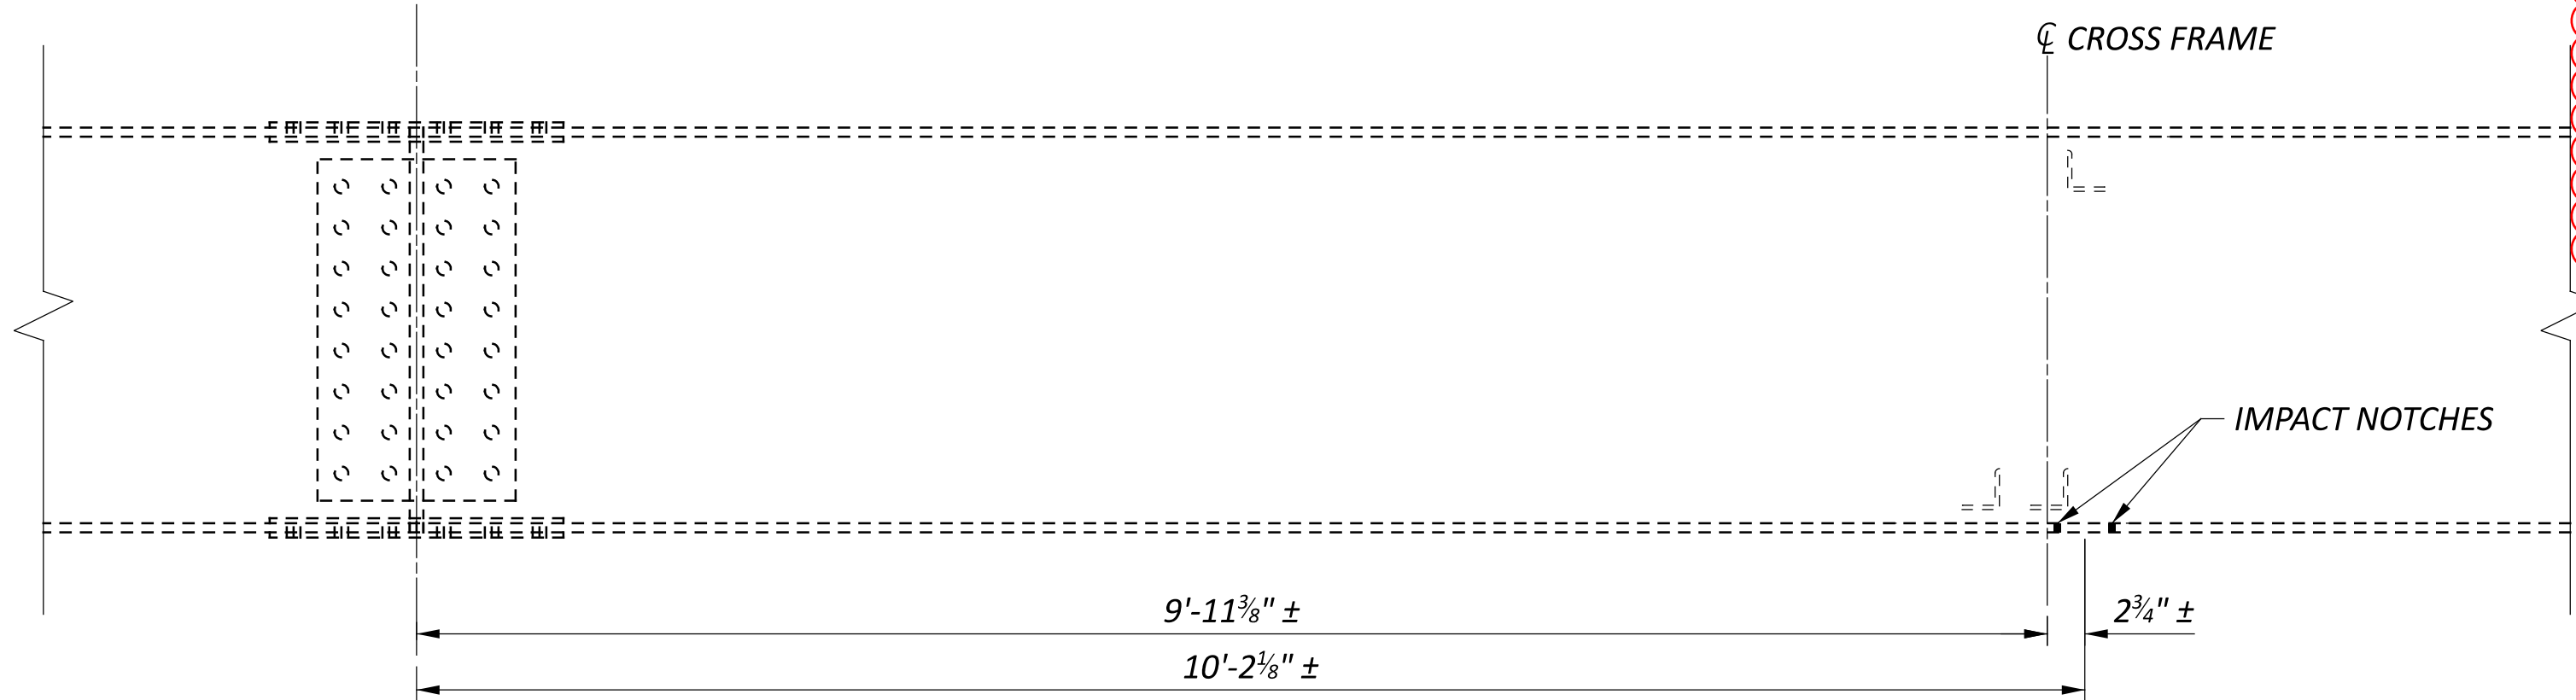 ℄ CROSS FRAME
IMPACT NOTCHES
9'-11⅜" ±
2¾" ±
10'-2⅛" ±